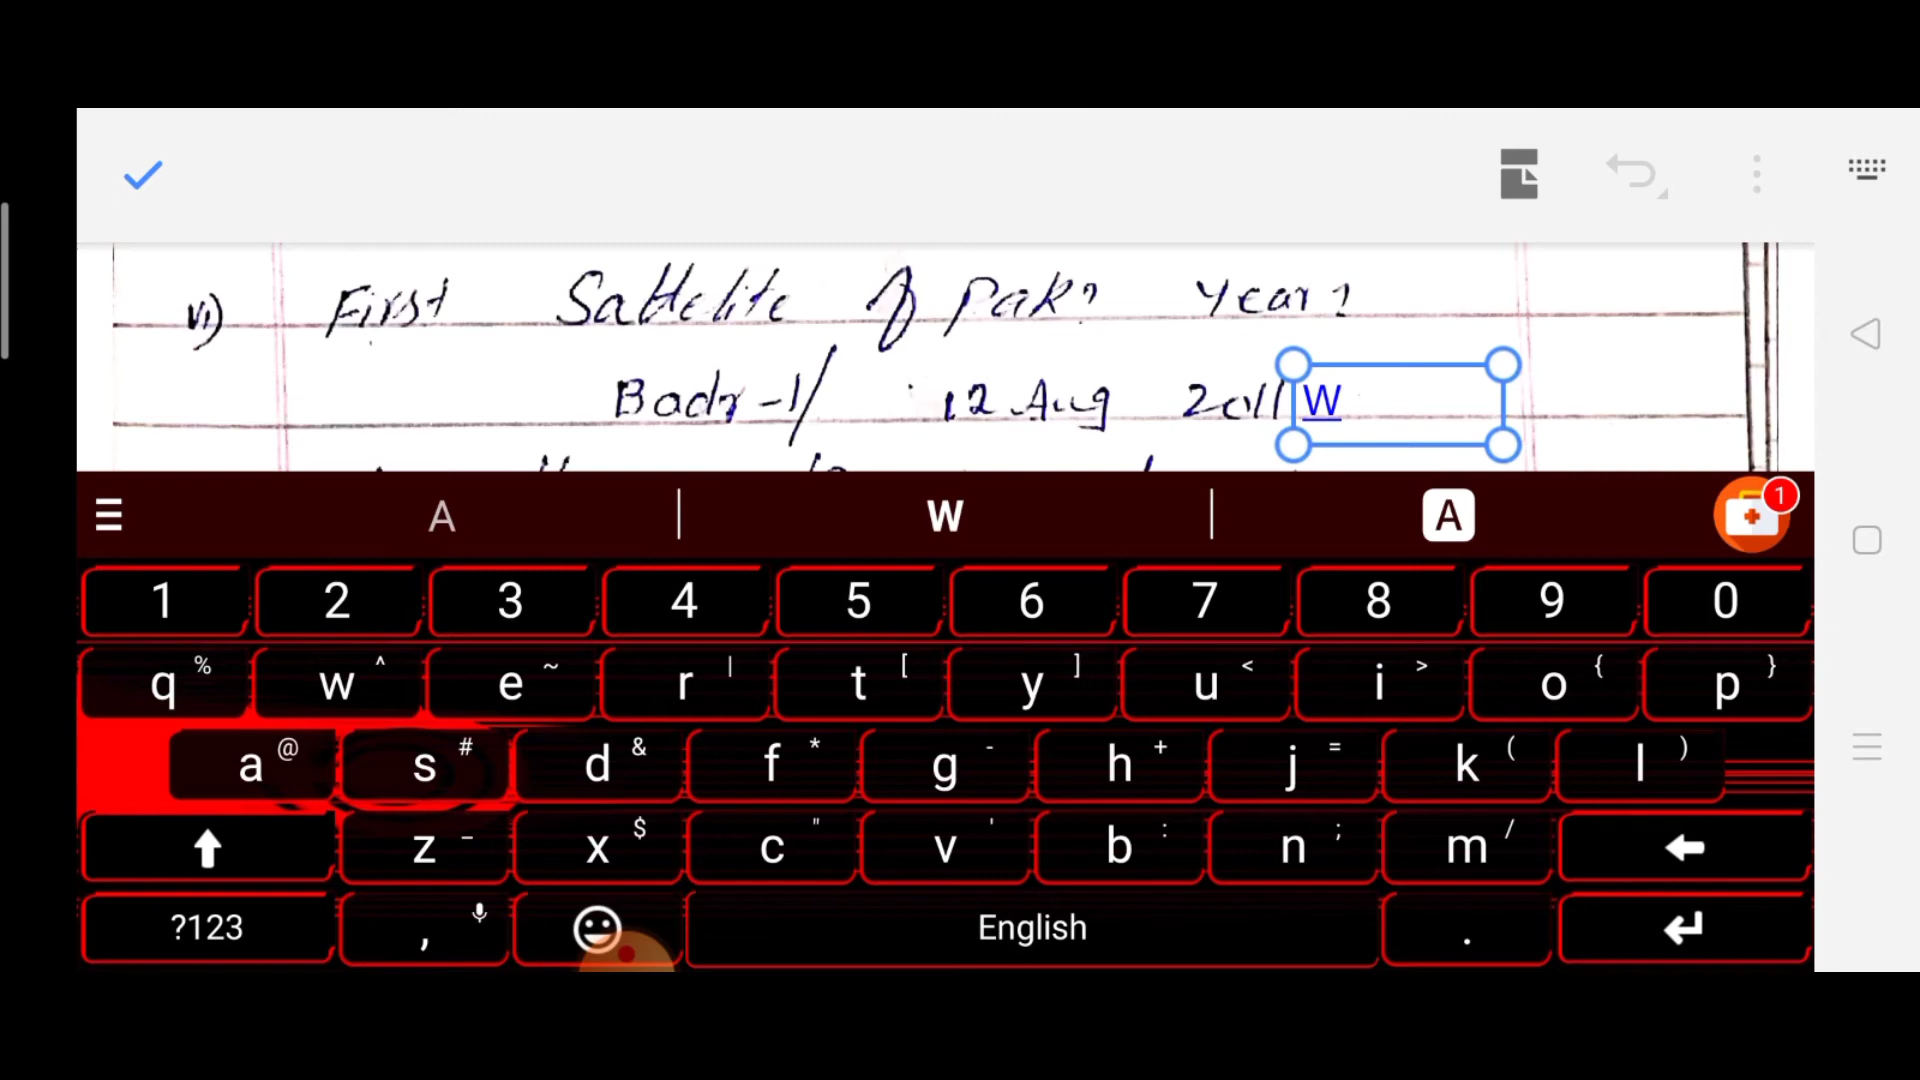 vi) First Sattelite of Pak? Year?
Badr-1/ 12 Aug 2011 W
A W A 1
1 2 3 4 5 6 7 8 9 0
q % w ^ e ~ r | t [ y ] u < i > o { p }
a @ s # d & f * g - h + j = k ( l )
z _ x $ c " v ' b : n ; m /
?123 , English .